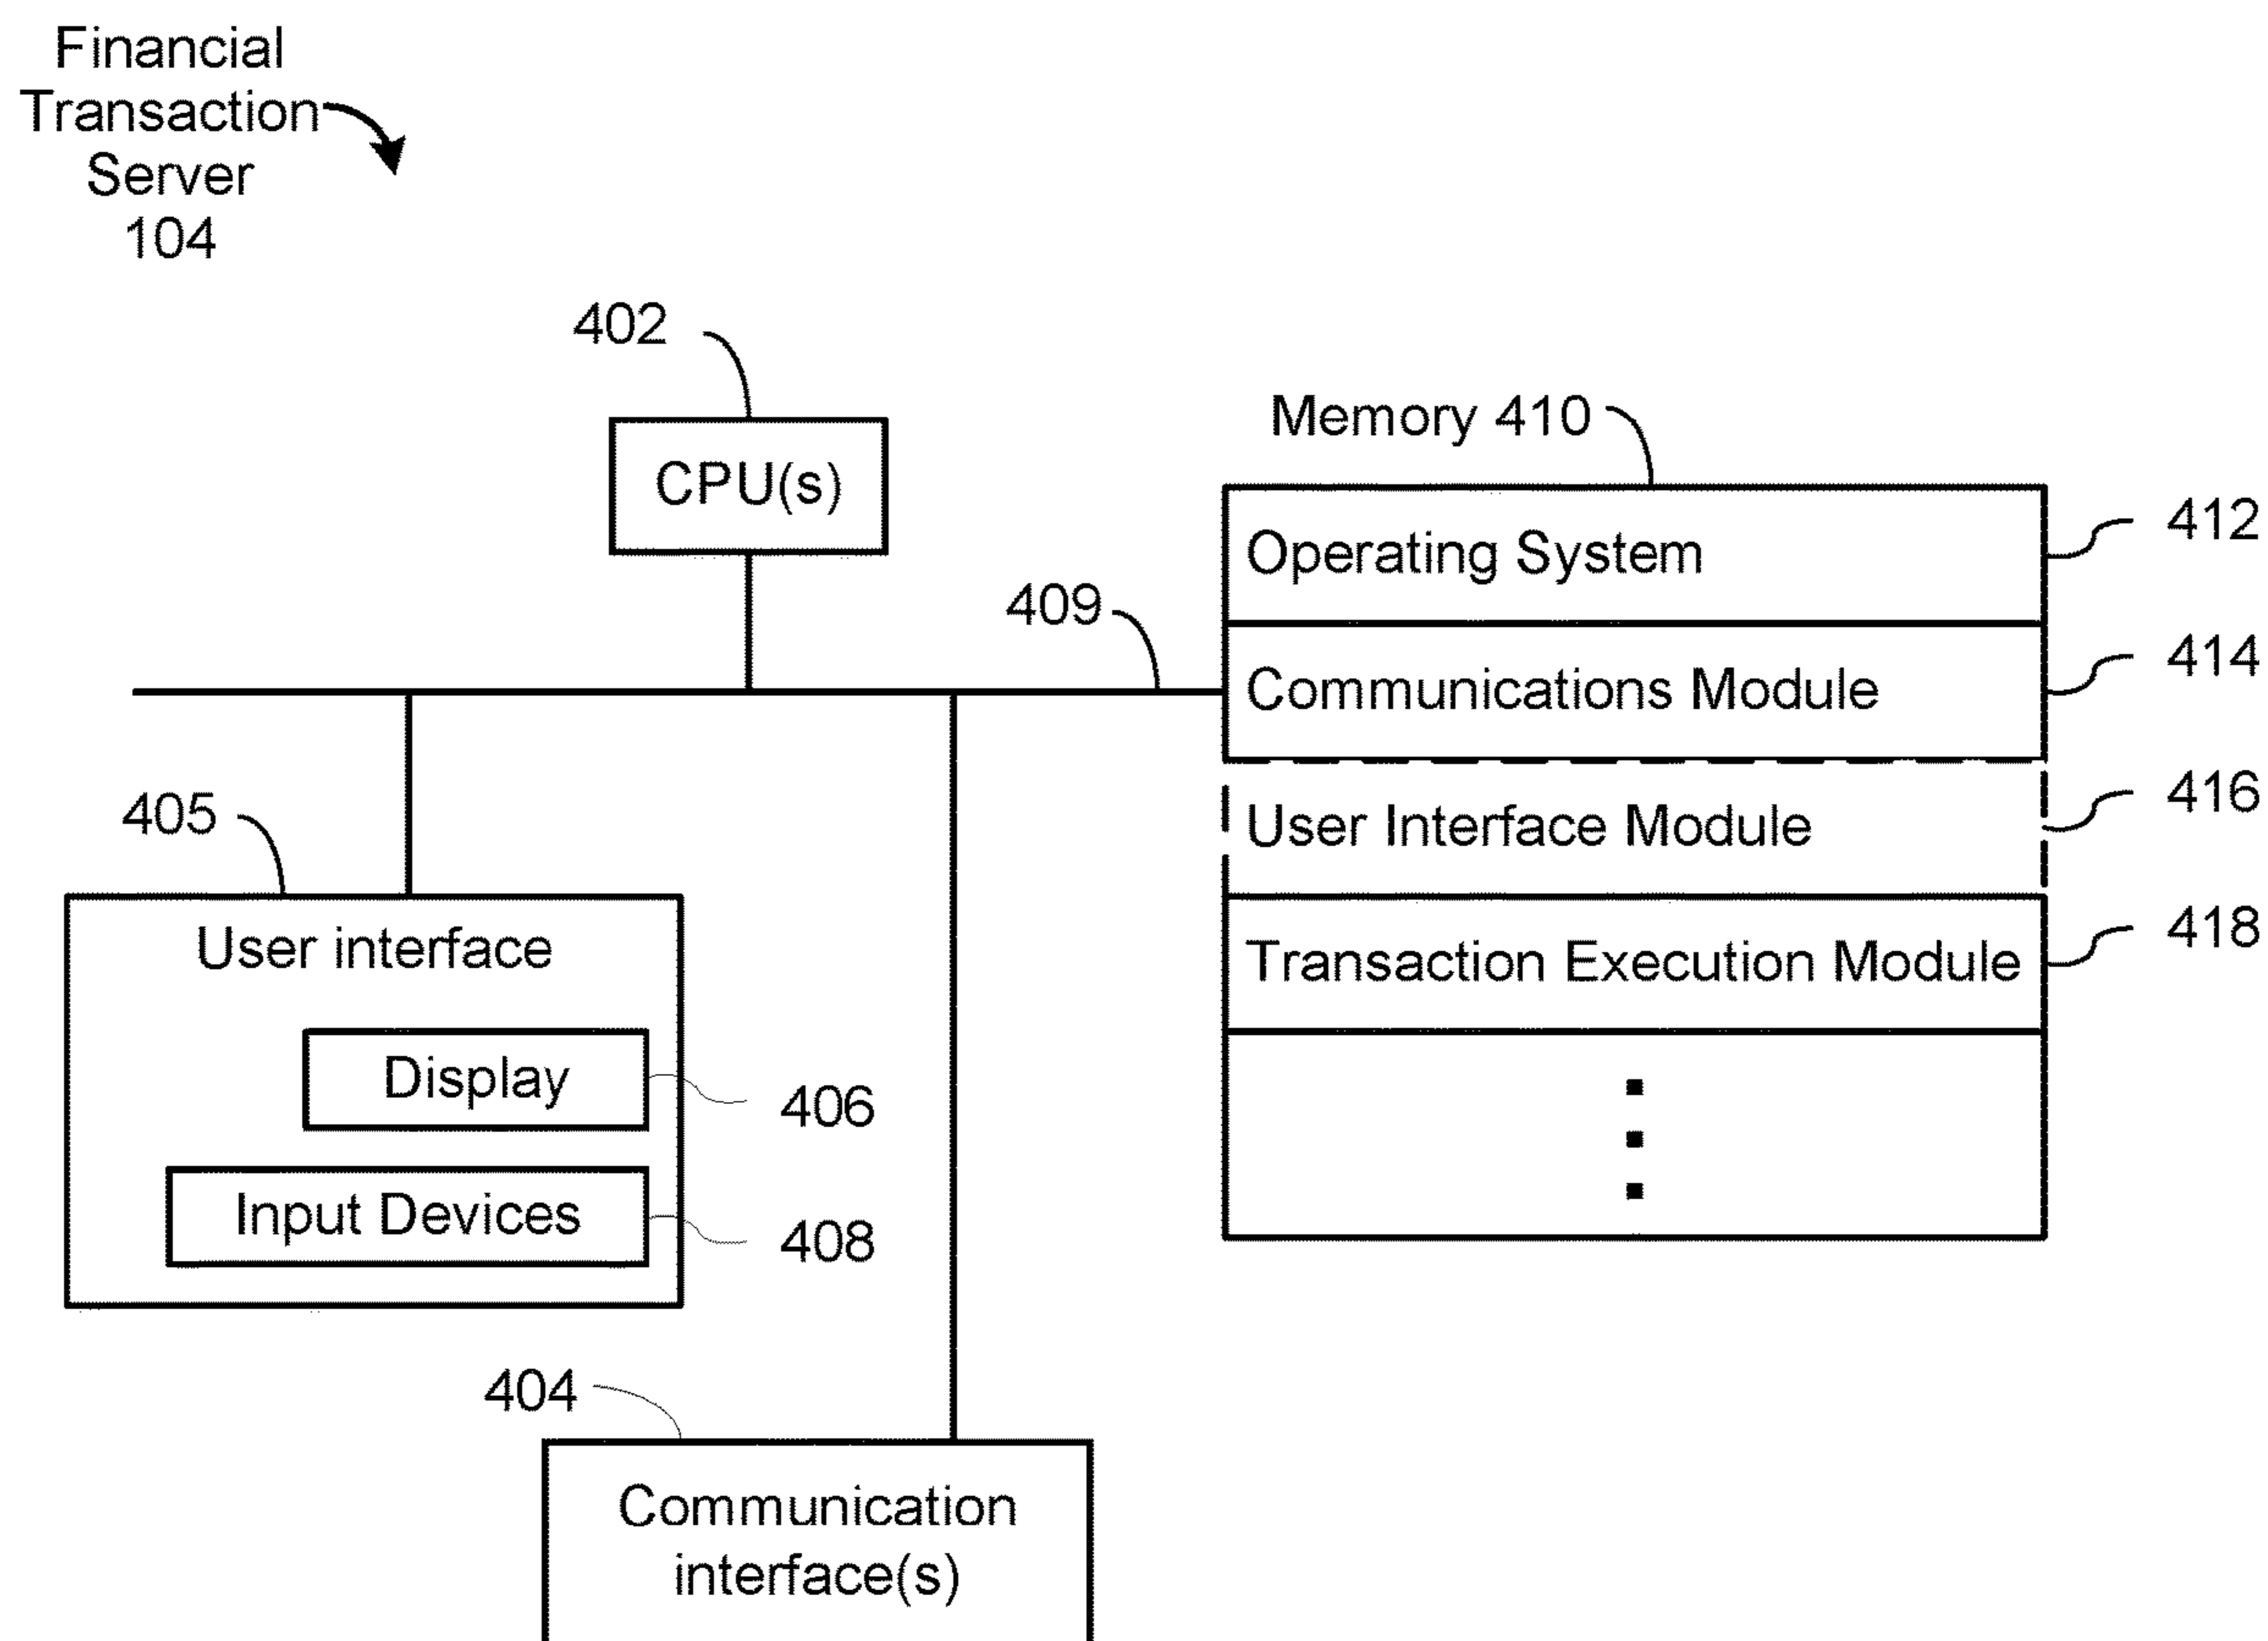 Financial
Transaction
Server
104
402
CPU(s)
409
Memory 410
Operating System
412
Communications Module
414
User Interface Module
416
Transaction Execution Module
418
405
User interface
Display
406
Input Devices
408
404
Communication
interface(s)